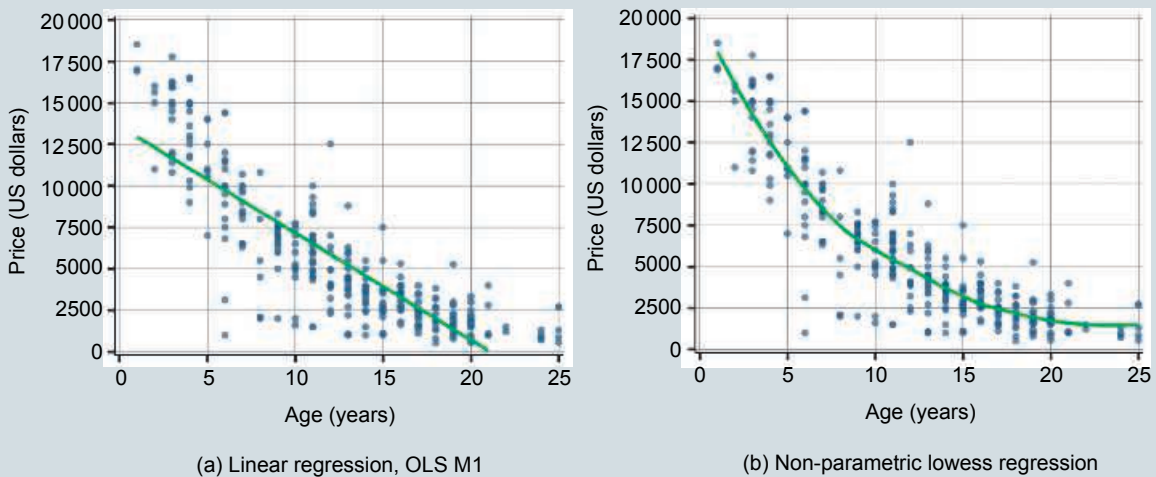 20 000
17 500
15 000
12 500
10 000
7500
5000
2500
0
Price (US dollars)
0 5 10 15 20 25
Age (years)
(a) Linear regression, OLS M1
20 000
17 500
15 000
12 500
10 000
7500
5000
2500
0
Price (US dollars)
0 5 10 15 20 25
Age (years)
(b) Non-parametric lowess regression